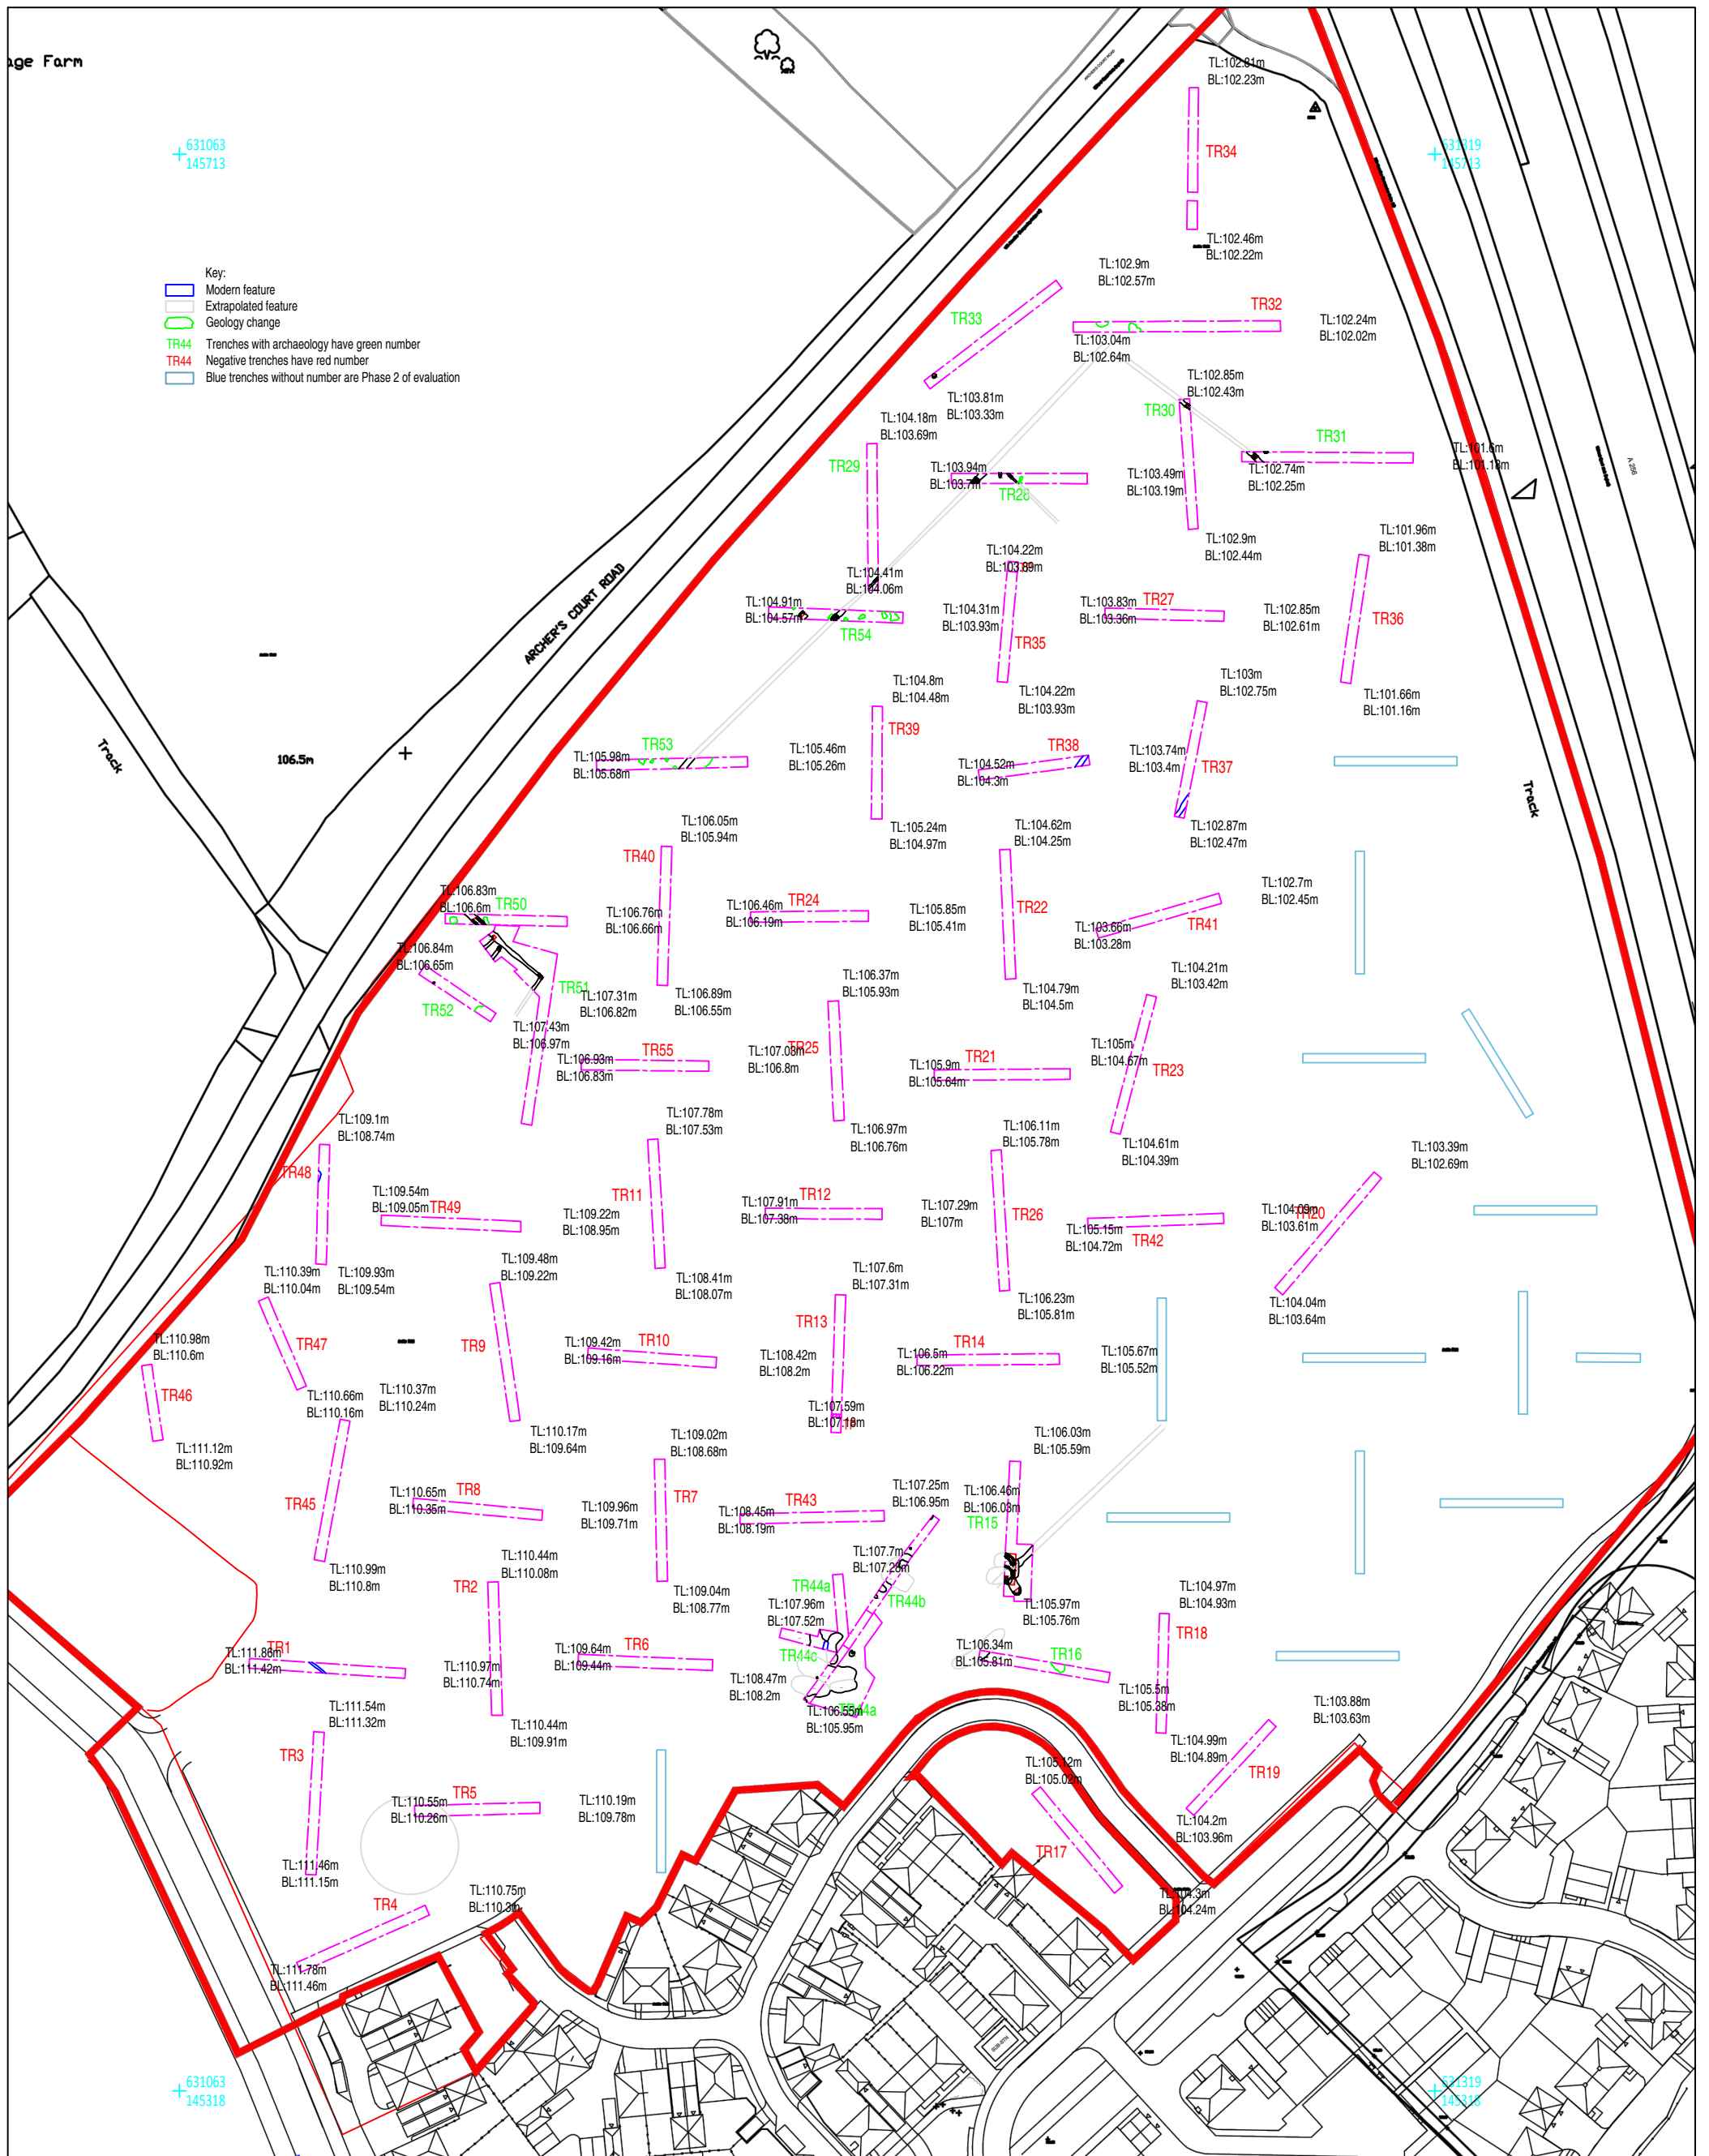 age Farm
631063
145713
631319
145713
Key:
Modern feature
Extrapolated feature
Geology change
TR44 Trenches with archaeology have green number
TR44 Negative trenches have red number
Blue trenches without number are Phase 2 of evaluation
TL:102.81m
BL:102.23m
TR34
TL:102.46m
BL:102.22m
TL:102.9m
BL:102.57m
TR33
TR32
TL:102.24m
BL:102.02m
TL:103.04m
BL:102.64m
TL:103.81m
BL:103.33m
TL:102.85m
BL:102.43m
TR30
TR31
TL:101.6m
BL:101.18m
TL:102.74m
BL:102.25m
TL:104.18m
BL:103.69m
TR29
TL:103.94m
BL:103.7m
TR28
TL:103.49m
BL:103.19m
TL:102.9m
BL:102.44m
TL:101.96m
BL:101.38m
A 256
ARCHER'S COURT ROAD
TL:104.22m
BL:103.89m
TL:104.41m
BL:104.06m
TL:104.91m
BL:104.57m
TR54
TL:104.31m
BL:103.93m
TR35
TL:103.83m
BL:103.36m
TR27
TL:102.85m
BL:102.61m
TR36
TL:104.8m
BL:104.48m
TL:104.22m
BL:103.93m
TL:103m
BL:102.75m
TL:101.66m
BL:101.16m
Track
106.5m
TL:105.98m
BL:105.68m
TR53
TL:105.46m
BL:105.26m
TR39
TL:104.52m
BL:104.3m
TR38
TL:103.74m
BL:103.4m
TR37
Track
TL:106.05m
BL:105.94m
TL:105.24m
BL:104.97m
TL:104.62m
BL:104.25m
TL:102.87m
BL:102.47m
TR40
TL:106.83m
BL:106.6m
TR50
TL:106.76m
BL:106.66m
TL:106.46m
BL:106.19m
TR24
TL:105.85m
BL:105.41m
TR22
TL:103.66m
BL:103.28m
TR41
TL:102.7m
BL:102.45m
TL:106.84m
BL:106.65m
TR52
TR51
TL:107.31m
BL:106.82m
TL:106.89m
BL:106.55m
TL:106.37m
BL:105.93m
TL:104.79m
BL:104.5m
TL:104.21m
BL:103.42m
TL:107.43m
BL:106.97m
TL:106.93m
BL:106.83m
TR55
TL:107.03m
BL:106.8m
TR25
TL:105.9m
BL:105.64m
TR21
TL:105m
BL:104.67m
TR23
TL:109.1m
BL:108.74m
TR48
TL:107.78m
BL:107.53m
TL:106.97m
BL:106.76m
TL:106.11m
BL:105.78m
TL:104.61m
BL:104.39m
TL:103.39m
BL:102.69m
TL:109.54m
BL:109.05m
TR49
TL:109.22m
BL:108.95m
TR11
TL:107.91m
BL:107.38m
TR12
TL:107.29m
BL:107m
TR26
TL:105.15m
BL:104.72m
TR42
TL:104.09m
BL:103.61m
TR20
TL:110.39m
BL:110.04m
TL:109.93m
BL:109.54m
TL:109.48m
BL:109.22m
TL:108.41m
BL:108.07m
TL:107.6m
BL:107.31m
TL:106.23m
BL:105.81m
TL:104.04m
BL:103.64m
TL:110.98m
BL:110.6m
TR47
TR9
TL:109.42m
BL:109.16m
TR10
TL:108.42m
BL:108.2m
TR13
TL:106.5m
BL:106.22m
TR14
TL:105.67m
BL:105.52m
TR46
TL:110.66m
BL:110.16m
TL:110.37m
BL:110.24m
TL:111.12m
BL:110.92m
TL:110.17m
BL:109.64m
TL:109.02m
BL:108.68m
TL:107.59m
TL:106.03m
BL:105.59m
TR45
TL:110.65m
BL:110.35m
TR8
TL:109.96m
BL:109.71m
TR7
TL:108.45m
BL:108.19m
TR43
TL:107.25m
BL:106.95m
TL:106.46m
BL:106.03m
TR15
TL:110.99m
BL:110.8m
TL:110.44m
BL:110.08m
TR2
TL:109.04m
BL:108.77m
TL:107.7m
BL:107.28m
TR44a
TR44b
TL:107.96m
BL:107.52m
TR44c
TL:105.97m
BL:105.76m
TL:104.97m
BL:104.93m
TR1
TL:111.86m
BL:111.42m
TL:110.97m
BL:110.74m
TL:109.64m
BL:109.44m
TR6
TL:108.47m
BL:108.2m
TL:106.34m
BL:105.81m
TR16
TR18
TL:105.5m
BL:105.38m
TR44a
TL:106.55m
BL:105.95m
TL:111.54m
BL:111.32m
TR3
TL:110.44m
BL:109.91m
TL:104.99m
BL:104.89m
TL:103.88m
BL:103.63m
TR19
TL:105.12m
BL:105.02m
TL:110.55m
BL:110.26m
TR5
TL:110.19m
BL:109.78m
TL:104.2m
BL:103.96m
TL:111.46m
BL:111.15m
TR17
TR4
TL:110.75m
BL:110.3m
TL:104.3m
BL:104.24m
TL:111.78m
BL:111.46m
SUB-STN
631063
145318
631319
145318